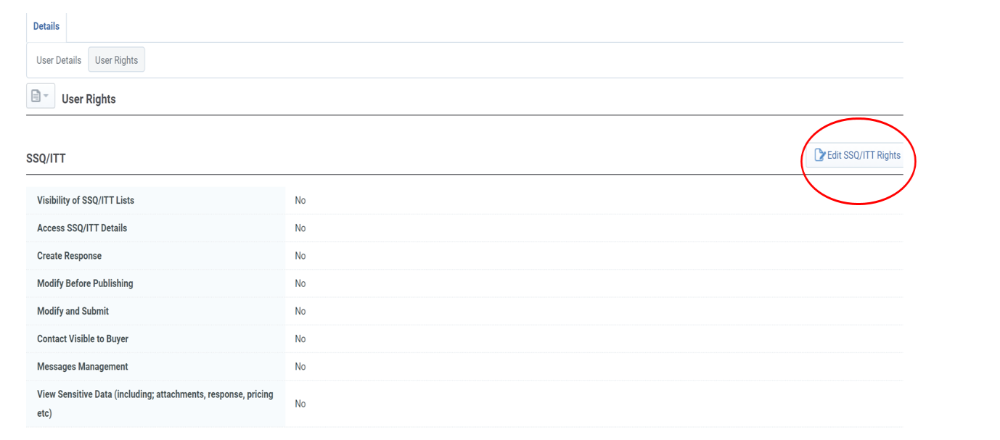 Details
User Details User Rights
User Rights
SSQ/ITT Edit SSQ/ITT Rights
Visibility of SSQ/ITT Lists No
Access SSQ/ITT Details No
Create Response No
Modify Before Publishing No
Modify and Submit No
Contact Visible to Buyer No
Messages Management No
View Sensitive Data (including; attachments, response, pricing
etc) No